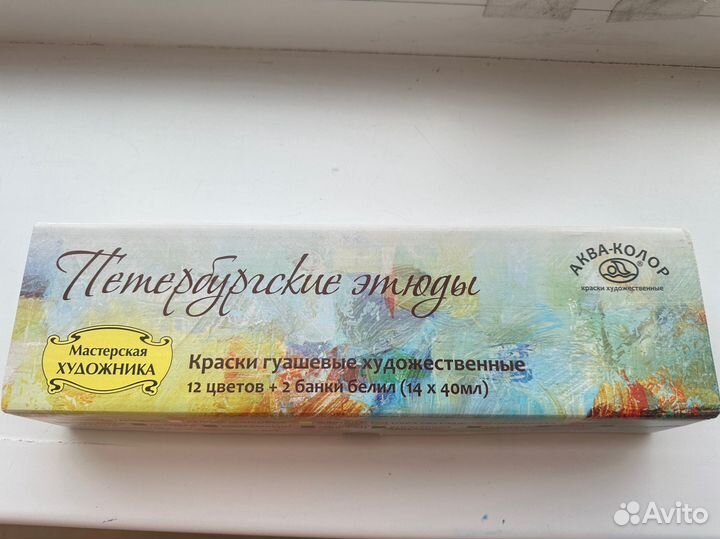 Петербургские этюды
АКВА-КОЛОР
®
краски художественные
Мастерская
ХУДОЖНИКА
Краски гуашевые художественные
12 цветов + 2 банки белил (14 х 40мл)
Avito